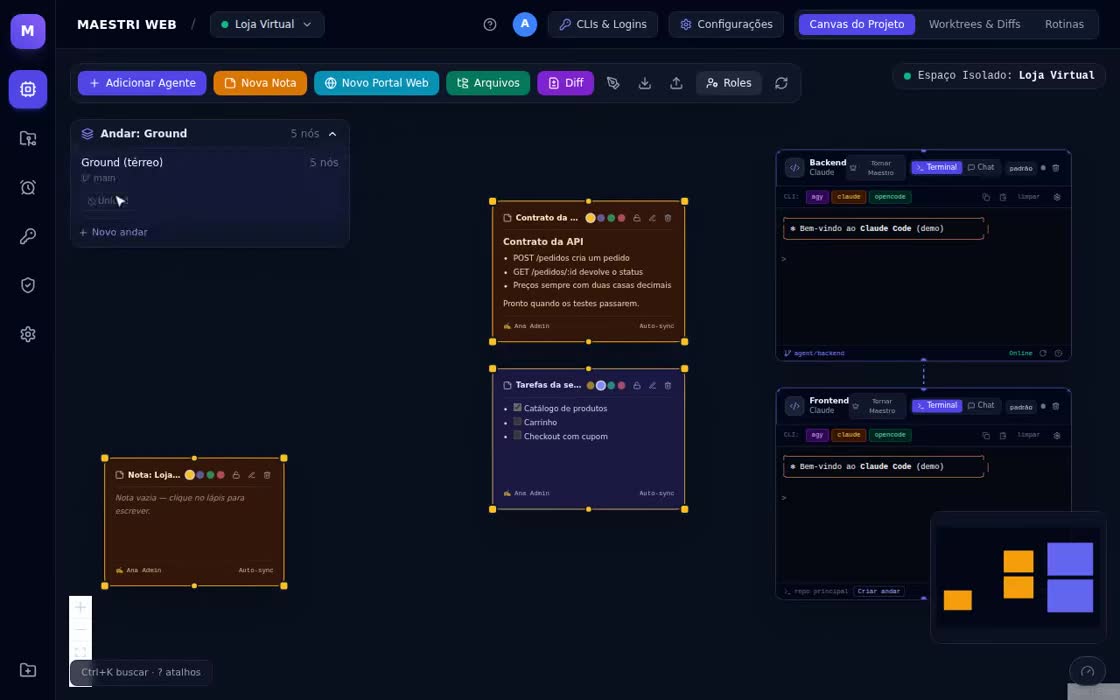 M
MAESTRI WEB / Loja Virtual
A
CLIs & Logins
Configurações
Canvas do Projeto
Worktrees & Diffs
Rotinas
+ Adicionar Agente
Nova Nota
Novo Portal Web
Arquivos
Diff
Roles
Espaço Isolado: Loja Virtual
Andar: Ground 5 nós
Ground (térreo) 5 nós
main
+ Novo andar
Contrato da ...
Contrato da API
• POST /pedidos cria um pedido
• GET /pedidos/:id devolve o status
• Preços sempre com duas casas decimais
Pronto quando os testes passarem.
Ana Admin Auto-sync
Tarefas da se...
• Catálogo de produtos
• Carrinho
• Checkout com cupom
Ana Admin Auto-sync
Nota: Loja...
Nota vazia — clique no lápis para
escrever.
Ana Admin Auto-sync
Backend
Claude
Tornar
Maestro
Terminal
Chat
padrão
CLI: agy claude opencode limpar
✱ Bem-vindo ao Claude Code (demo)
>
agent/backend Online
Frontend
Claude
Tornar
Maestro
Terminal
Chat
padrão
CLI: agy claude opencode limpar
✱ Bem-vindo ao Claude Code (demo)
>
repo principal Criar andar
Ctrl+K buscar · ? atalhos